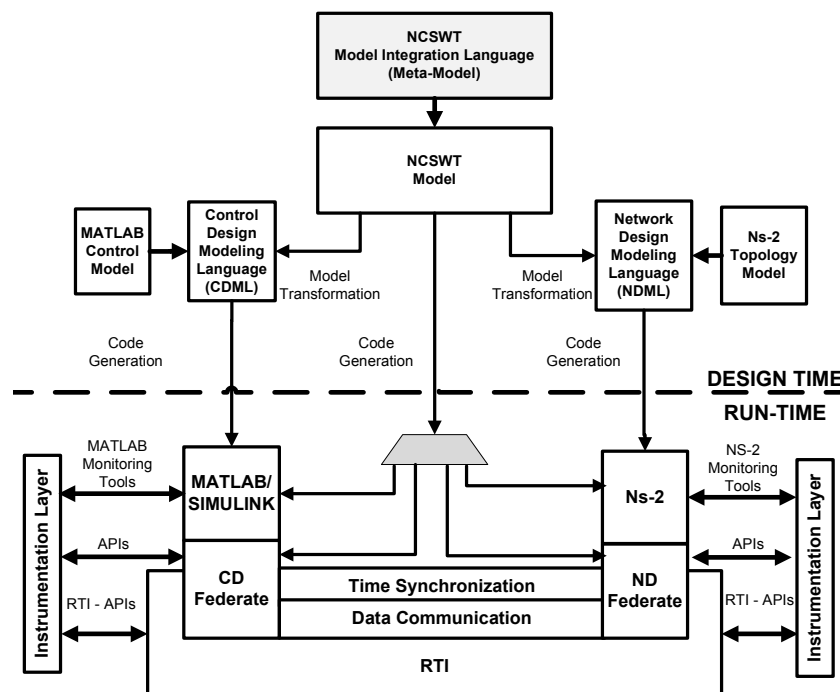 NCSWT
Model Integration Language
(Meta-Model)
NCSWT
Model
MATLAB
Control
Model
Control
Design
Modeling
Language
(CDML)
Model
Transformation
Model
Transformation
Network
Design
Modeling
Language
(NDML)
Ns-2
Topology
Model
Code
Generation
Code
Generation
Code
Generation
DESIGN TIME
RUN-TIME
Instrumentation Layer
MATLAB
Monitoring
Tools
APIs
RTI - APIs
MATLAB/
SIMULINK
CD
Federate
Time Synchronization
Data Communication
RTI
Ns-2
ND
Federate
NS-2
Monitoring
Tools
APIs
RTI - APIs
Instrumentation Layer